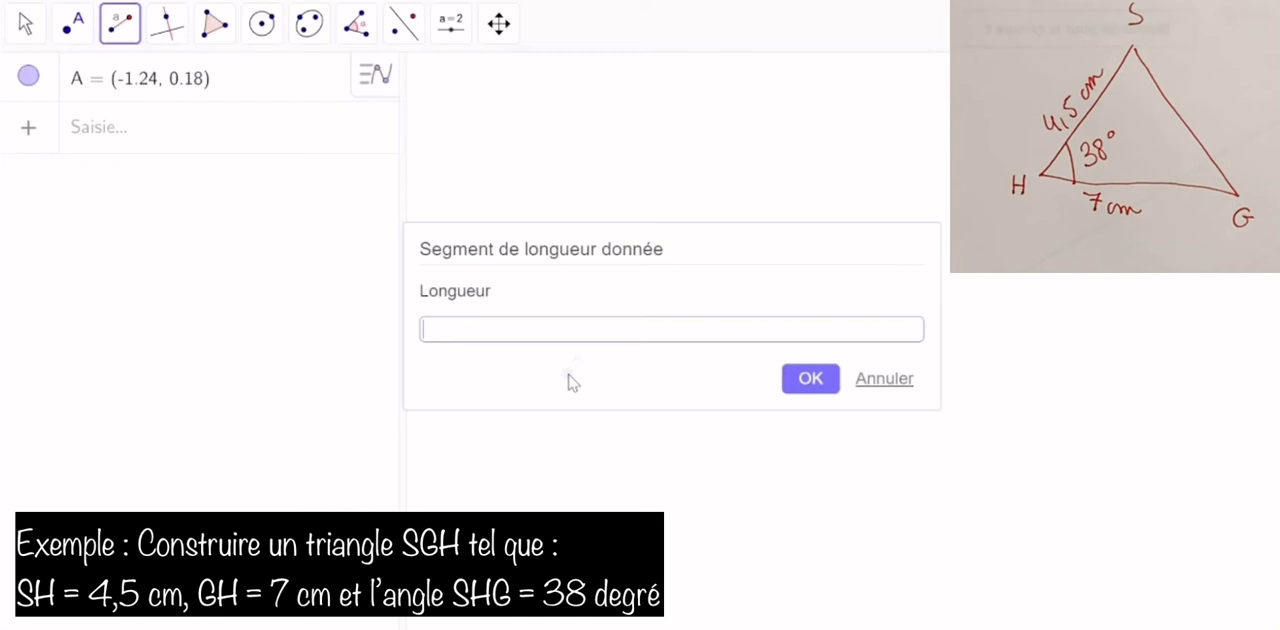 A
a
a=2
A = (-1.24, 0.18)
Saisie...
Segment de longueur donnée
Longueur
OK Annuler
S
4,5 cm
38°
H
7 cm
G
Exemple : Construire un triangle SGH tel que :
SH = 4,5 cm, GH = 7 cm et l'angle SHG = 38 degré